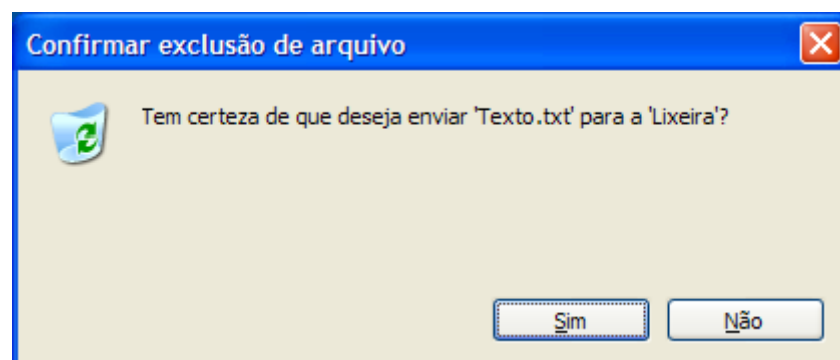 Confirmar exclusão de arquivo
Tem certeza de que deseja enviar 'Texto.txt' para a 'Lixeira'?
Sim
Não